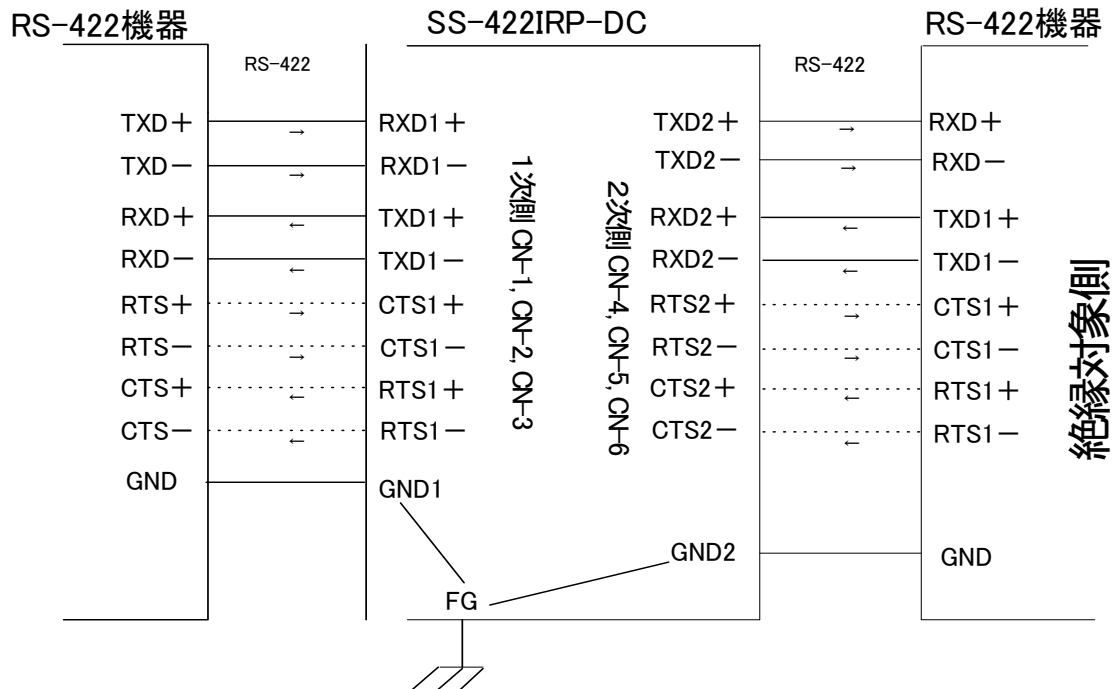 RS-422機器 SS-422IRP-DC RS-422機器
RS-422 RS-422
TXD+ → RXD1+ TXD2+ → RXD+
TXD- → RXD1- TXD2- → RXD-
RXD+ ← TXD1+ RXD2+ ← TXD1+
RXD- ← TXD1- RXD2- ← TXD1-
RTS+ → CTS1+ RTS2+ → CTS1+
RTS- → CTS1- RTS2- → CTS1-
CTS+ ← RTS1+ CTS2+ ← RTS1+
CTS- ← RTS1- CTS2- ← RTS1-
GND GND1
GND2 GND
FG
1次側 CN-1, CN-2, CN-3
2次側 CN-4, CN-5, CN-6
絶縁対象側